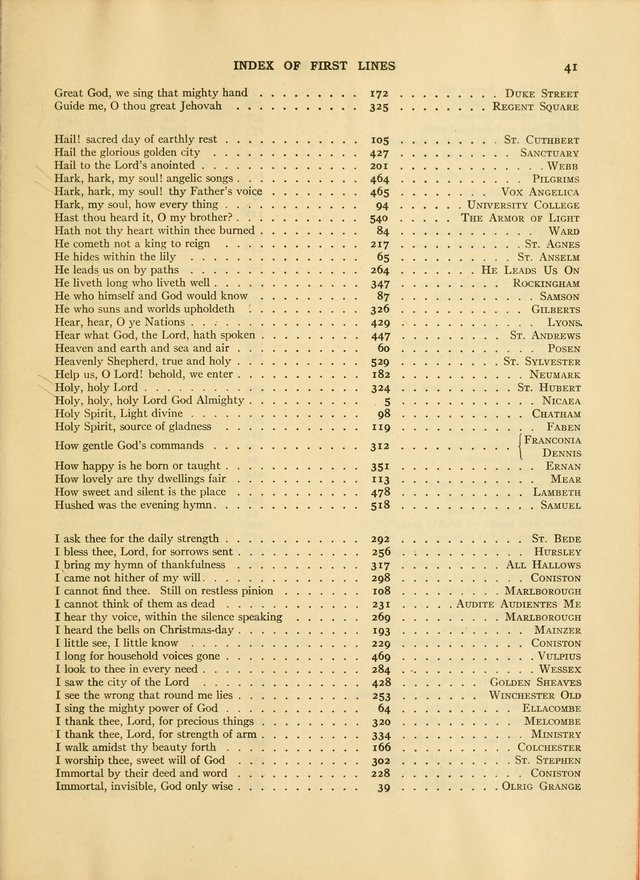 INDEX OF FIRST LINES 41
Great God, we sing that mighty hand . . . . . . . . . 172 . . . . . . . . DUKE STREET
Guide me, O thou great Jehovah . . . . . . . . . . . 325 . . . . . . . REGENT SQUARE
Hail! sacred day of earthly rest . . . . . . . . . . . . 105 . . . . . . . . ST. CUTHBERT
Hail the glorious golden city . . . . . . . . . . . . . 427 . . . . . . . . . SANCTUARY
Hail to the Lord's anointed . . . . . . . . . . . . . . 201 . . . . . . . . . . . . WEBB
Hark, hark, my soul! angelic songs . . . . . . . . . . 464 . . . . . . . . . . PILGRIMS
Hark, hark, my soul! thy Father's voice . . . . . . . . 465 . . . . . . . VOX ANGELICA
Hark, my soul, how every thing . . . . . . . . . . . . 94 . . . . . UNIVERSITY COLLEGE
Hast thou heard it, O my brother? . . . . . . . . . . . 540 . . . . . THE ARMOR OF LIGHT
Hath not thy heart within thee burned . . . . . . . . . 84 . . . . . . . . . . . . WARD
He cometh not a king to reign . . . . . . . . . . . . 217 . . . . . . . . . . ST. AGNES
He hides within the lily . . . . . . . . . . . . . . . 65 . . . . . . . . . ST. ANSELM
He leads us on by paths . . . . . . . . . . . . . . . 264 . . . . . . HE LEADS US ON
He liveth long who liveth well . . . . . . . . . . . . 347 . . . . . . . . ROCKINGHAM
He who himself and God would know . . . . . . . . . 87 . . . . . . . . . . . SAMSON
He who suns and worlds upholdeth . . . . . . . . . . 326 . . . . . . . . . . GILBERTS
Hear, hear, O ye Nations . . . . . . . . . . . . . . . 429 . . . . . . . . . . . . LYONS.
Hear what God, the Lord, hath spoken . . . . . . . . . 447 . . . . . . . . ST. ANDREWS
Heaven and earth and sea and air . . . . . . . . . . . 60 . . . . . . . . . . . . POSEN
Heavenly Shepherd, true and holy . . . . . . . . . . . 529 . . . . . . . . ST. SYLVESTER
Help us, O Lord! behold, we enter . . . . . . . . . . . 182 . . . . . . . . . . NEUMARK
Holy, holy Lord . . . . . . . . . . . . . . . . . . . 324 . . . . . . . . . ST. HUBERT
Holy, holy, holy Lord God Almighty . . . . . . . . . . 5 . . . . . . . . . . . NICAEA
Holy Spirit, Light divine . . . . . . . . . . . . . . . 98 . . . . . . . . . . CHATHAM
Holy Spirit, source of gladness . . . . . . . . . . . . 119 . . . . . . . . . . . FABEN
How gentle God's commands . . . . . . . . . . . . . 312 . . . . . . . . . {FRANCONIA
DENNIS
How happy is he born or taught . . . . . . . . . . . . 351 . . . . . . . . . . . ERNAN
How lovely are thy dwellings fair . . . . . . . . . . . 113 . . . . . . . . . . . . MEAR
How sweet and silent is the place . . . . . . . . . . . 478 . . . . . . . . . . LAMBETH
Hushed was the evening hymn . . . . . . . . . . . . . 518 . . . . . . . . . . . SAMUEL
I ask thee for the daily strength . . . . . . . . . . . . 292 . . . . . . . . . . . ST. BEDE
I bless thee, Lord, for sorrows sent . . . . . . . . . . . 256 . . . . . . . . . . HURSLEY
I bring my hymn of thankfulness . . . . . . . . . . . 317 . . . . . . . . ALL HALLOWS
I came not hither of my will . . . . . . . . . . . . . . 298 . . . . . . . . . . CONISTON
I cannot find thee. Still on restless pinion . . . . . . . 108 . . . . . . . . MARLBOROUGH
I cannot think of them as dead . . . . . . . . . . . . 231 . . . . AUDITE AUDIENTES ME
I hear thy voice, within the silence speaking . . . . . . 269 . . . . . . . . MARLBOROUGH
I heard the bells on Christmas-day . . . . . . . . . . . 193 . . . . . . . . . . MAINZER
I little see, I little know . . . . . . . . . . . . . . . 229 . . . . . . . . . . CONISTON
I long for household voices gone . . . . . . . . . . . . 469 . . . . . . . . . . . VULPIUS
I look to thee in every need . . . . . . . . . . . . . . 284 . . . . . . . . . . . WESSEX
I saw the city of the Lord . . . . . . . . . . . . . . 428 . . . . . . . GOLDEN SHEAVES
I see the wrong that round me lies . . . . . . . . . . . 253 . . . . . . . WINCHESTER OLD
I sing the mighty power of God . . . . . . . . . . . . 64 . . . . . . . . . ELLACOMBE
I thank thee, Lord, for precious things . . . . . . . . . 320 . . . . . . . . . MELCOMBE
I thank thee, Lord, for strength of arm . . . . . . . . . 334 . . . . . . . . . . MINISTRY
I walk amidst thy beauty forth . . . . . . . . . . . . 166 . . . . . . . . . COLCHESTER
I worship thee, sweet will of God . . . . . . . . . . . 302 . . . . . . . . . ST. STEPHEN
Immortal by their deed and word . . . . . . . . . . . 228 . . . . . . . . . . CONISTON
Immortal, invisible, God only wise . . . . . . . . . . . 39 . . . . . . . . OLRIG GRANGE